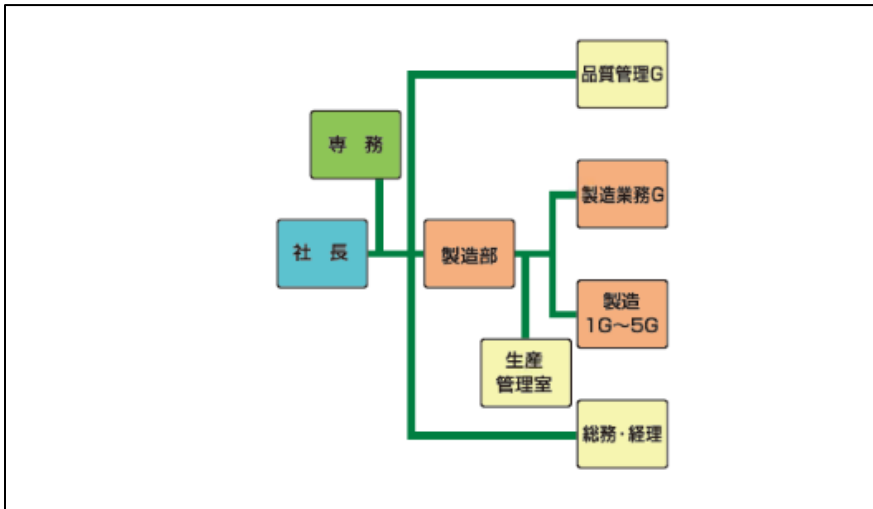 品質管理G
専　務
製造業務G
社　長
製造部
製造
1G～5G
生産
管理室
総務・経理